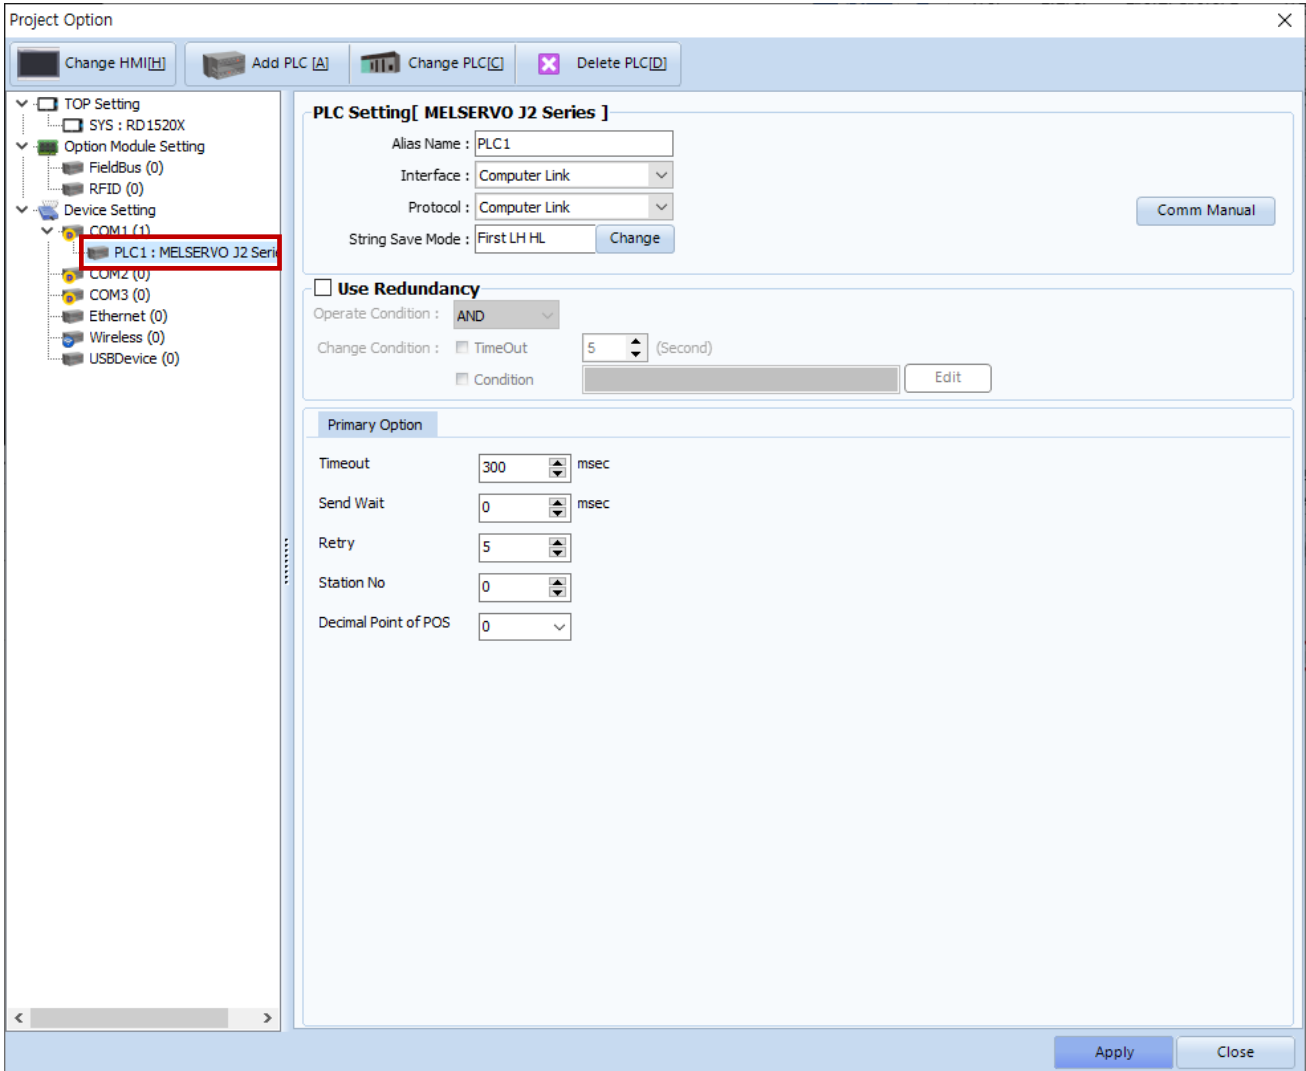 Project Option
Change HMI[H] Add PLC [A] Change PLC[C] Delete PLC[D]
TOP Setting
SYS : RD1520X
Option Module Setting
FieldBus (0)
RFID (0)
Device Setting
COM1 (1)
PLC1 : MELSERVO J2 Serie
COM2 (0)
COM3 (0)
Ethernet (0)
Wireless (0)
USBDevice (0)
PLC Setting[ MELSERVO J2 Series ]
Alias Name : PLC1
Interface : Computer Link
Protocol : Computer Link
Comm Manual
String Save Mode : First LH HL Change
Use Redundancy
Operate Condition : AND
Change Condition : TimeOut 5 (Second)
Condition Edit
Primary Option
Timeout 300 msec
Send Wait 0 msec
Retry 5
Station No 0
Decimal Point of POS 0
Apply Close